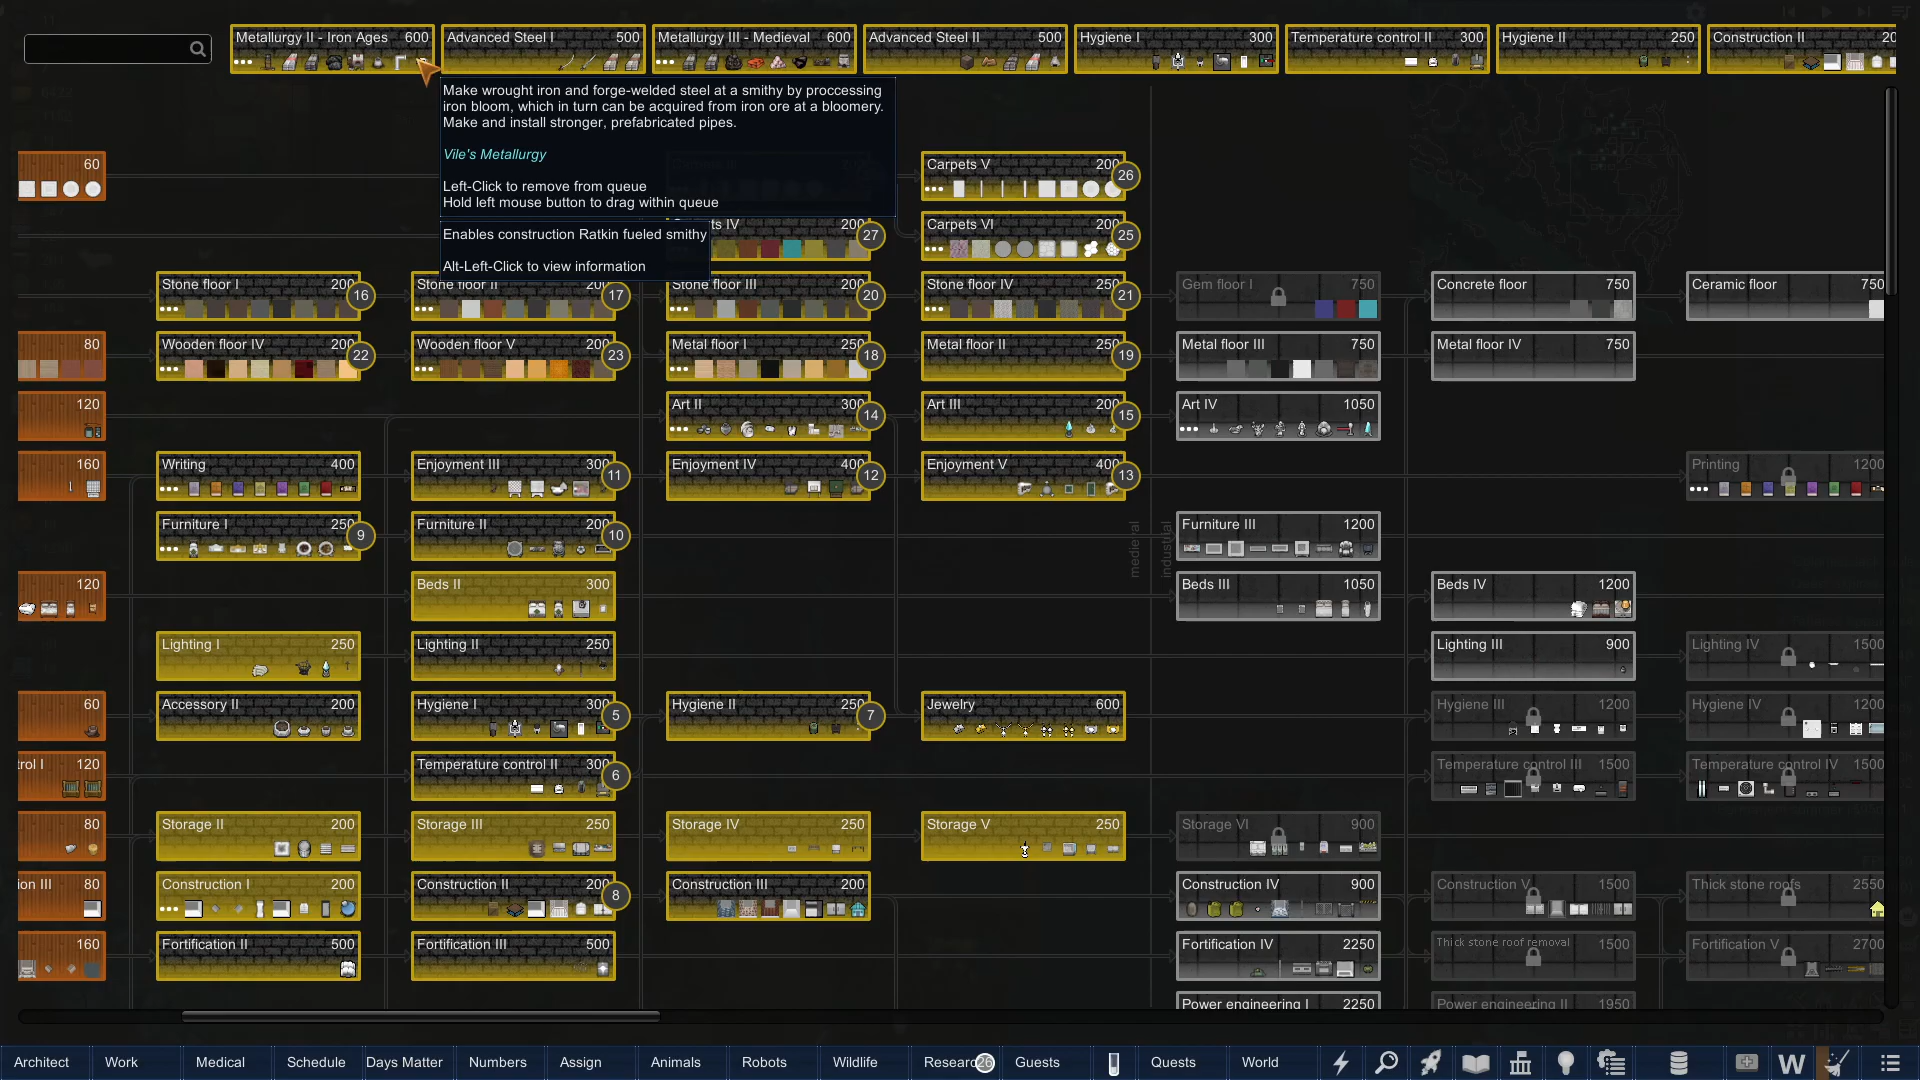 Metallurgy II - Iron Ages 600
Advanced Steel I 500
Metallurgy III - Medieval 600
Advanced Steel II 500
Hygiene I 300
Temperature control II 300
Hygiene II 250
Construction II 20
Make wrought iron and forge-welded steel at a smithy by proccessing
iron bloom, which in turn can be acquired from iron ore at a bloomery.
Make and install stronger, prefabricated pipes.
Vile's Metallurgy
Left-Click to remove from queue
Hold left mouse button to drag within queue
Enables construction Ratkin fueled smithy
Alt-Left-Click to view information
60
Carpets V 200 26
ts IV 200 27
Carpets VI 200 25
Stone floor I 200 16
Stone floor II 17
Stone floor III 200 20
Stone floor IV 250 21
Gem floor I 750
Concrete floor 750
Ceramic floor 750
80
Wooden floor IV 200 22
Wooden floor V 200 23
Metal floor I 250 18
Metal floor II 250 19
Metal floor III 750
Metal floor IV 750
120
Art II 300 14
Art III 200 15
Art IV 1050
160
Writing 400
Enjoyment III 300 11
Enjoyment IV 400 12
Enjoyment V 400 13
Printing 1200
Furniture I 250 9
Furniture II 200 10
medieval
industrial
Furniture III 1200
120
Beds II 300
Beds III 1050
Beds IV 1200
Lighting I 250
Lighting II 250
Lighting III 900
Lighting IV 1500
60
Accessory II 200
Hygiene I 300 5
Hygiene II 250 7
Jewelry 600
Hygiene III 1200
Hygiene IV 1200
trol I 120
Temperature control II 300 6
Temperature control III 1500
Temperature control IV 1500
80
Storage II 200
Storage III 250
Storage IV 250
Storage V 250
Storage VI 900
ion III 80
Construction I 200
Construction II 200 8
Construction III 200
Construction IV 900
Construction V 1500
Thick stone roofs 2550
160
Fortification II 500
Fortification III 500
Fortification IV 2250
Thick stone roof removal 1500
Fortification V 2700
Power engineering I 2250
Power engineering II 1950
Architect Work Medical Schedule Days Matter Numbers Assign Animals Robots Wildlife Researc 26 Guests Quests World W